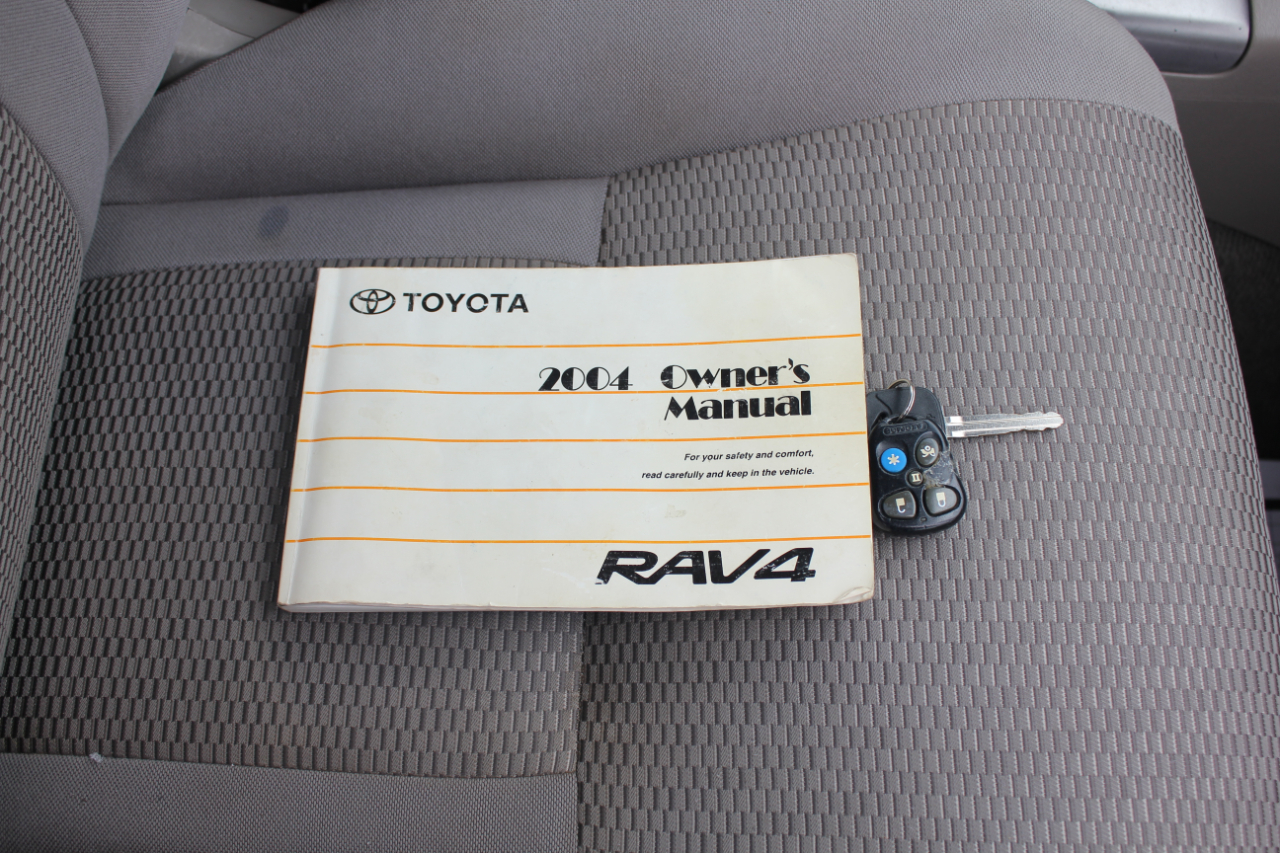 TOYOTA
2004 Owner's
Manual
For your safety and comfort,
read carefully and keep in the vehicle.
RAV4